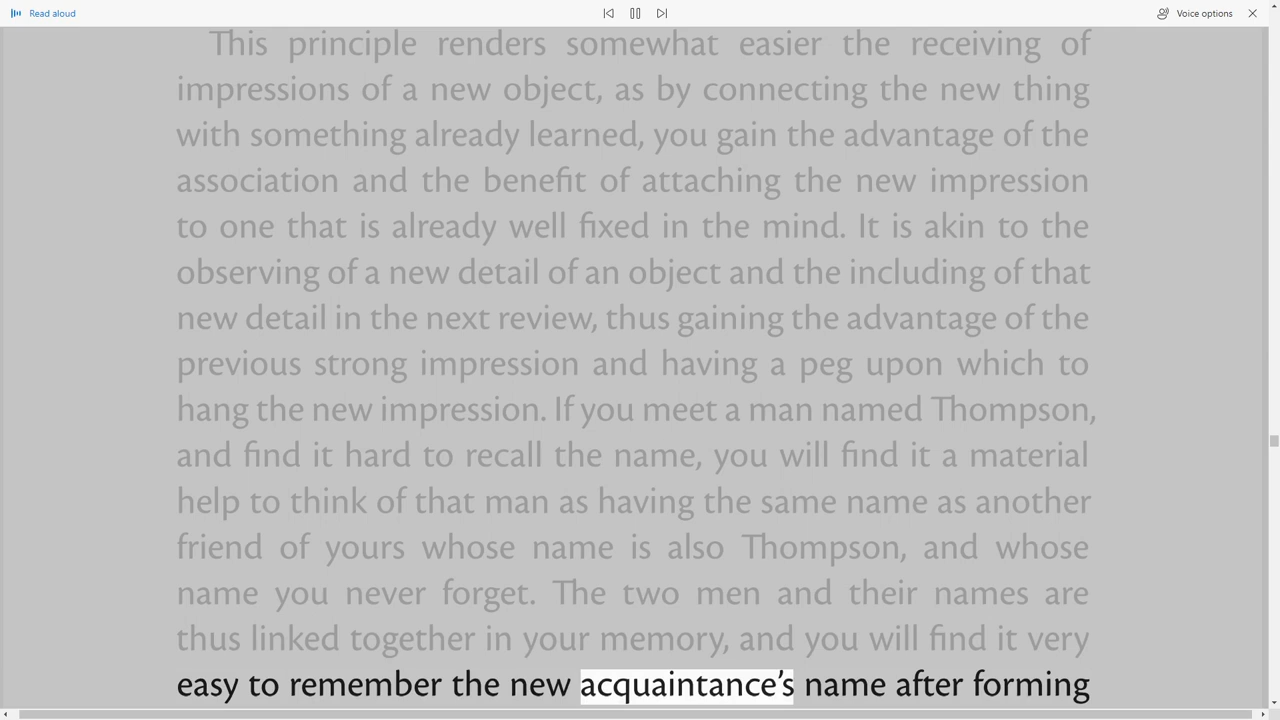 Read aloud
Voice options
This principle renders somewhat easier the receiving of
impressions of a new object, as by connecting the new thing
with something already learned, you gain the advantage of the
association and the benefit of attaching the new impression
to one that is already well fixed in the mind. It is akin to the
observing of a new detail of an object and the including of that
new detail in the next review, thus gaining the advantage of the
previous strong impression and having a peg upon which to
hang the new impression. If you meet a man named Thompson,
and find it hard to recall the name, you will find it a material
help to think of that man as having the same name as another
friend of yours whose name is also Thompson, and whose
name you never forget. The two men and their names are
thus linked together in your memory, and you will find it very
easy to remember the new acquaintance’s name after forming